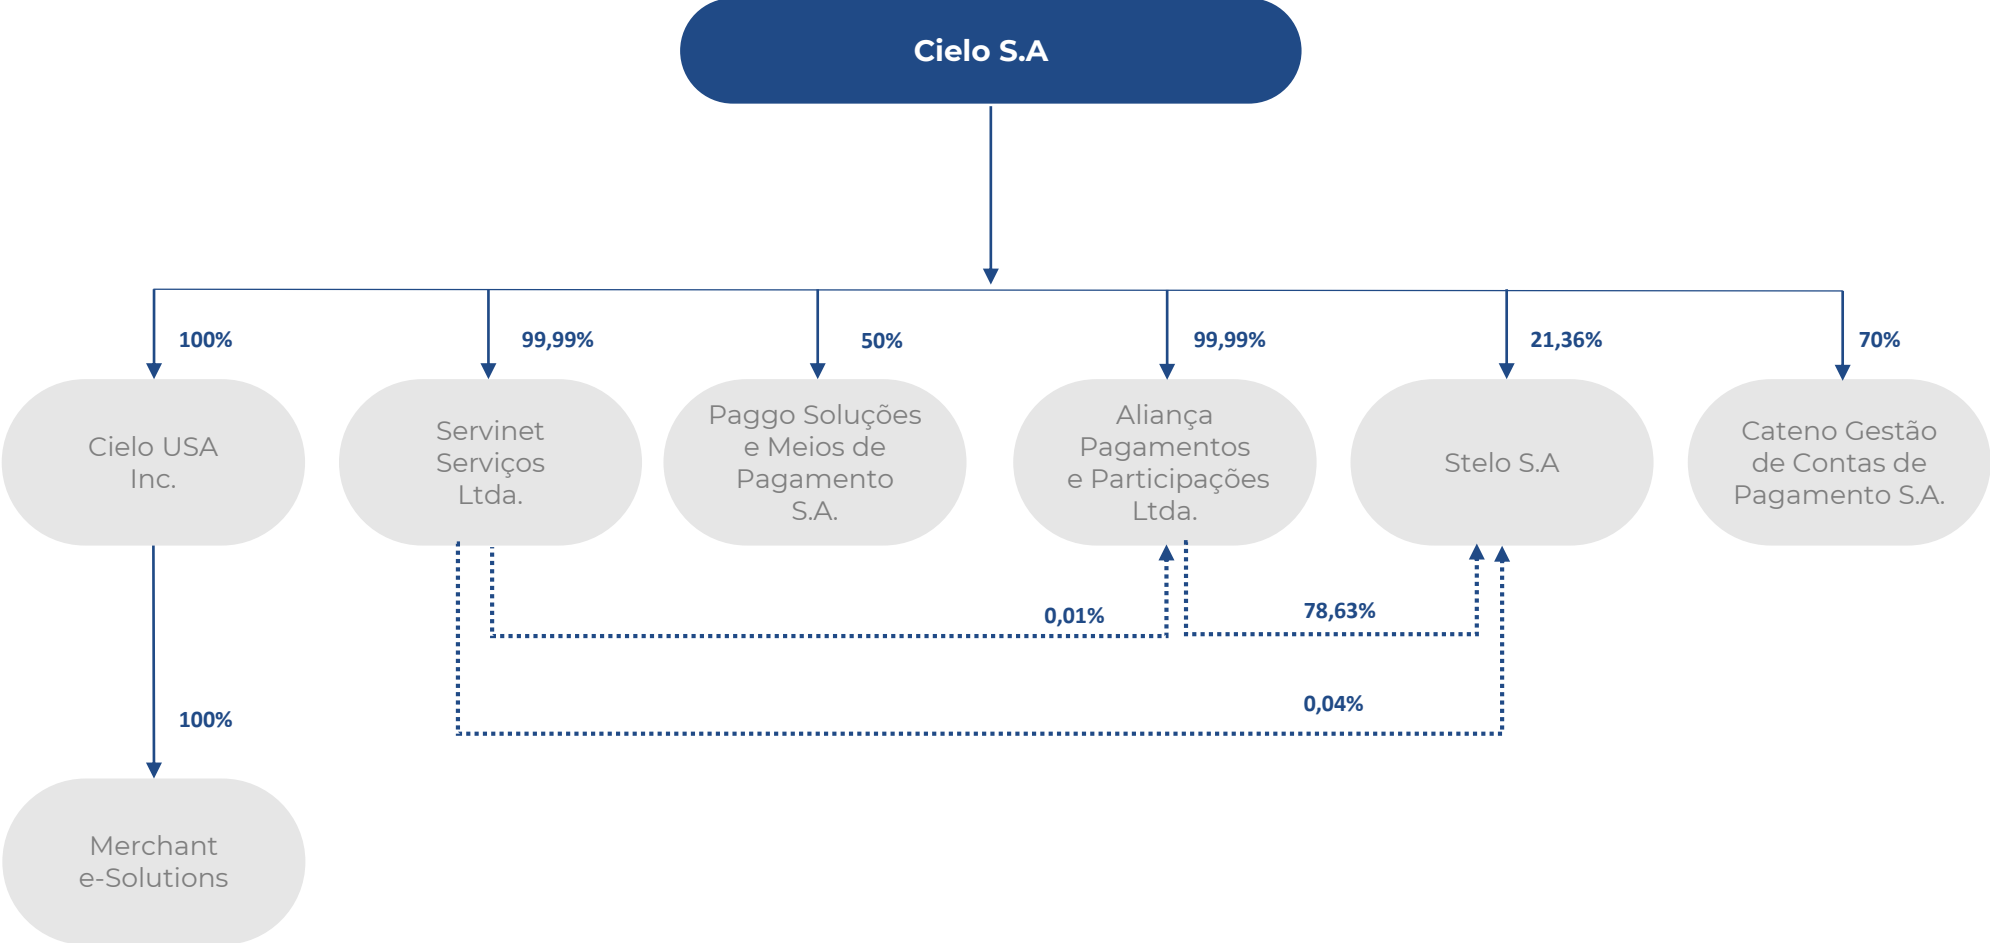 Cielo S.A
100%
99,99%
50%
99,99%
21,36%
70%
Cielo USA
Inc.
Servinet
Serviços
Ltda.
Paggo Soluções
e Meios de
Pagamento
S.A.
Aliança
Pagamentos
e Participações
Ltda.
Stelo S.A
Cateno Gestão
de Contas de
Pagamento S.A.
0,01%
78,63%
0,04%
100%
Merchant
e-Solutions